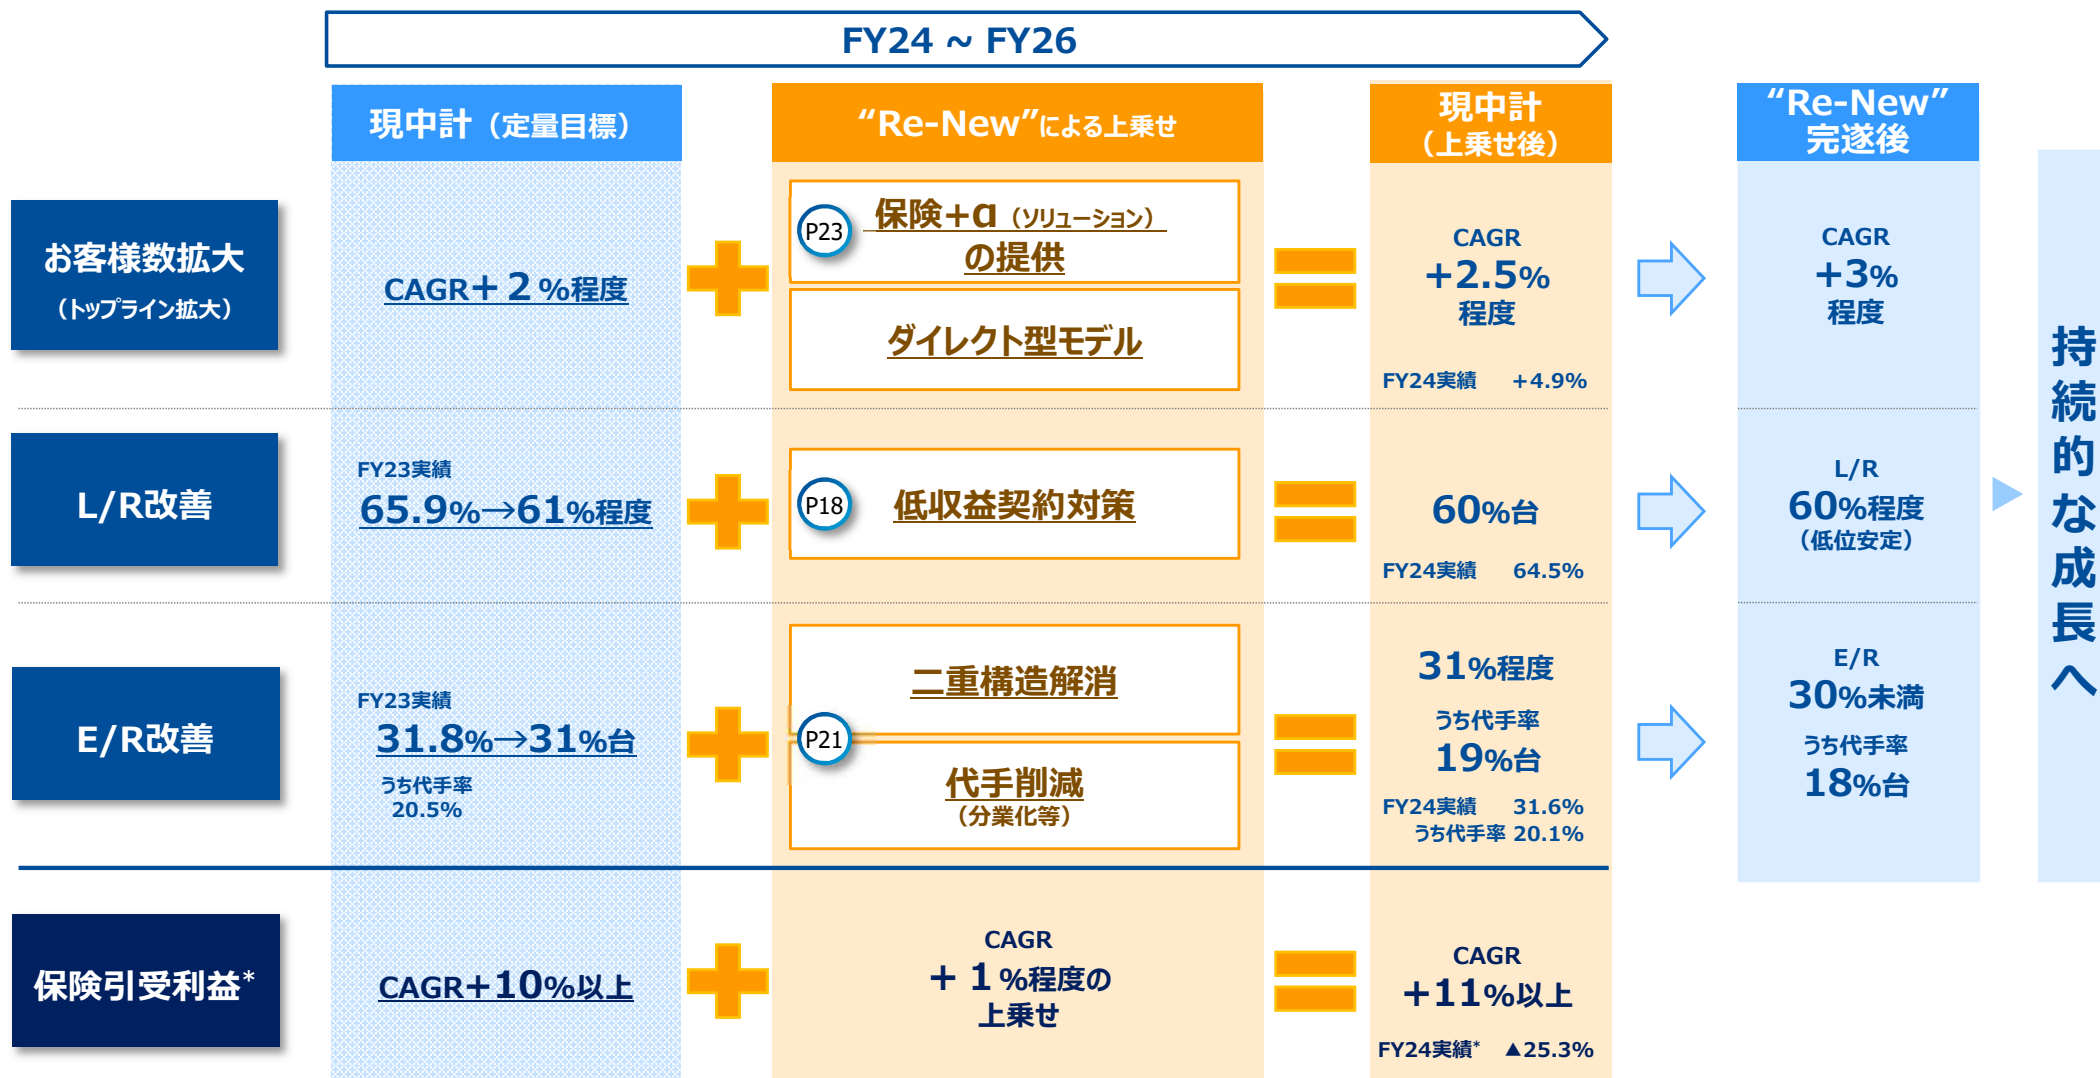 FY24 ~ FY26
現中計（定量目標）
“Re-New”による上乗せ
現中計
（上乗せ後）
“Re-New”
完遂後
お客様数拡大
（トップライン拡大）
CAGR＋２％程度
P23
保険+α（ソリューション）
の提供
ダイレクト型モデル
CAGR
+2.5%
程度
FY24実績 +4.9%
CAGR
+3%
程度
L/R改善
FY23実績
65.9%→61%程度
P18
低収益契約対策
60%台
FY24実績 64.5%
L/R
60%程度
（低位安定）
E/R改善
FY23実績
31.8%→31%台
うち代手率
20.5%
二重構造解消
P21
代手削減
（分業化等）
31%程度
うち代手率
19%台
FY24実績 31.6%
うち代手率 20.1%
E/R
30%未満
うち代手率
18%台
保険引受利益*
CAGR+10%以上
CAGR
＋１％程度の
上乗せ
CAGR
+11%以上
FY24実績* ▲25.3%
持続的な成長へ